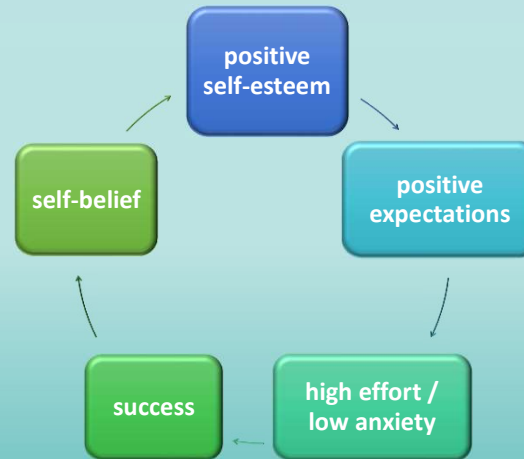 positive
self-esteem
positive
expectations
high effort /
low anxiety
success
self-belief